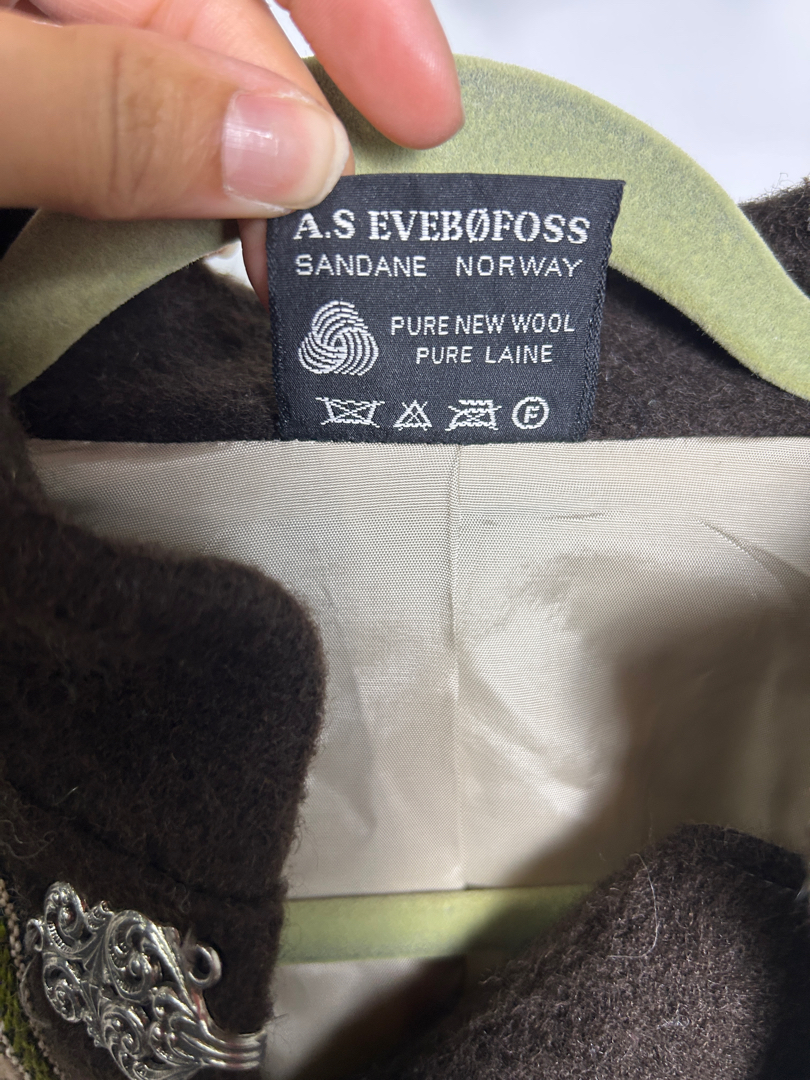 A.S EVEBØFOSS
SANDANE NORWAY
PURE NEW WOOL
PURE LAINE
F